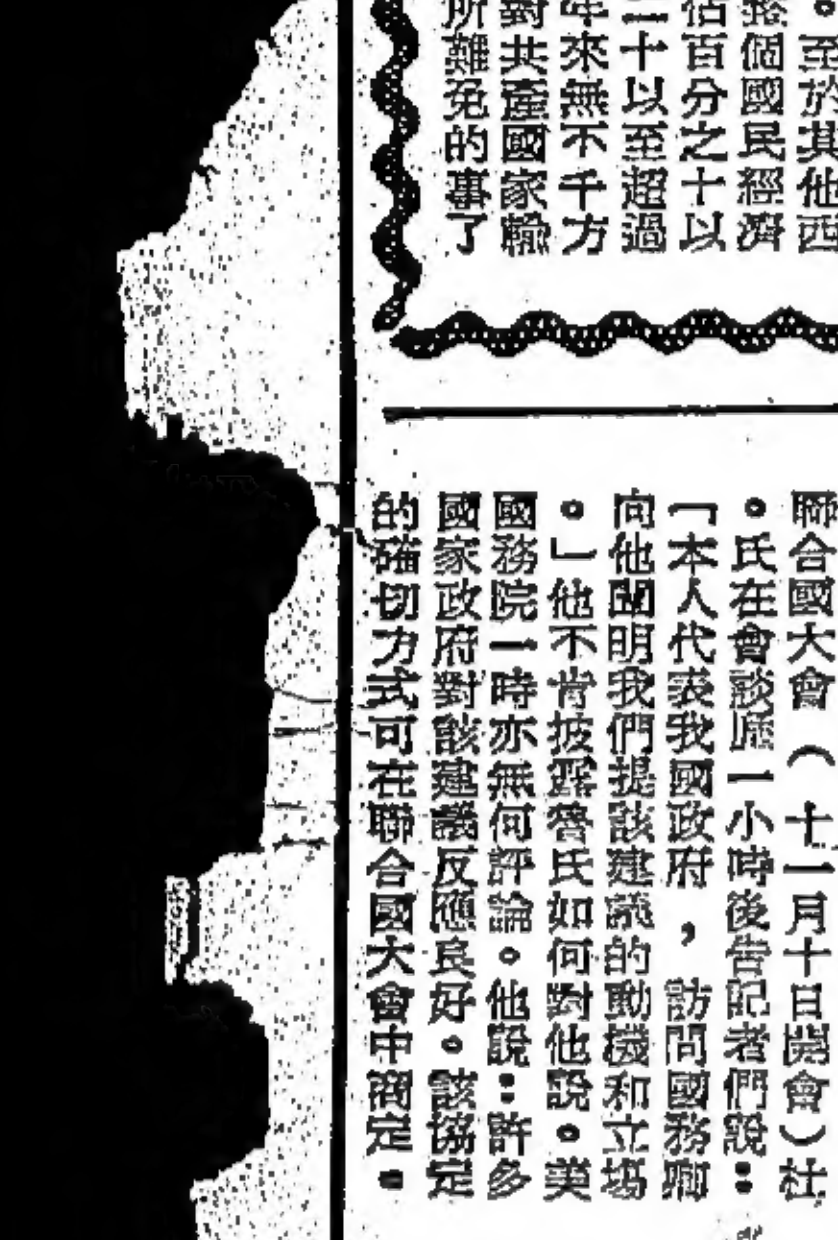 。至於其他西
整個國民經濟
佔百分之十以
二十以至超過
年來無不千方
對共產國家輸
所難免的事了
聯合國大會（十一月十日開會）杜
。氏在會談歷一小時後告記者們說：
「本人代表我國政府，訪問國務卿
向他闡明我們提該建議的動機和立場
。」他不肯披露魯氏如何對他說。美
國務院一時亦無何評論。他說：許多
國家政府對該建議反應良好。該協定
的確切方式可在聯合國大會中商定。